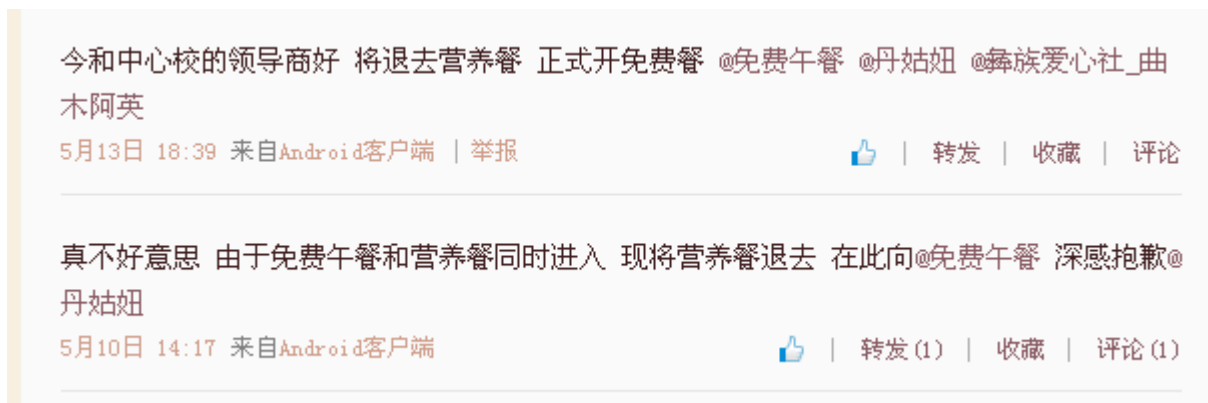 今和中心校的领导商好 将退去营养餐 正式开免费餐 @免费午餐 @丹姑妞 @彝族爱心社_曲
木阿英
5月13日 18:39 来自Android客户端 | 举报 | 转发 | 收藏 | 评论
真不好意思 由于免费午餐和营养餐同时进入 现将营养餐退去 在此向@免费午餐 深感抱歉@
丹姑妞
5月10日 14:17 来自Android客户端 | 转发(1) | 收藏 | 评论(1)